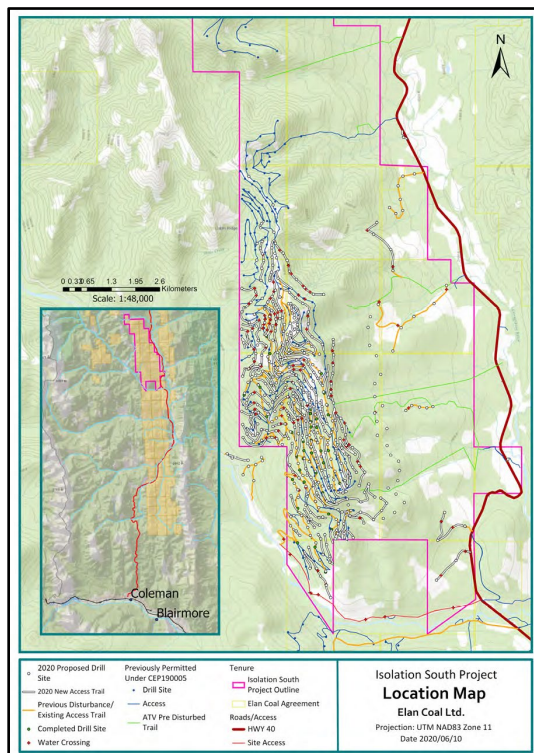 N
0 0.33 0.65 1.3 1.95 2.6
Kilometers
Scale: 1:48,000
Coleman
Blairmore
2020 Proposed Drill
Site
2020 New Access Trail
Previous Disturbance/
Existing Access Trail
Completed Drill Site
Water Crossing
Previously Permitted
Under CEP190005
Drill Site
Access
ATV Pre Disturbed
Trail
Tenure
Isolation South
Project Outline
Elan Coal Agreement
Roads/Access
HWY 40
Site Access
Isolation South Project
Location Map
Elan Coal Ltd.
Projection: UTM NAD83 Zone 11
Date 2020/06/10